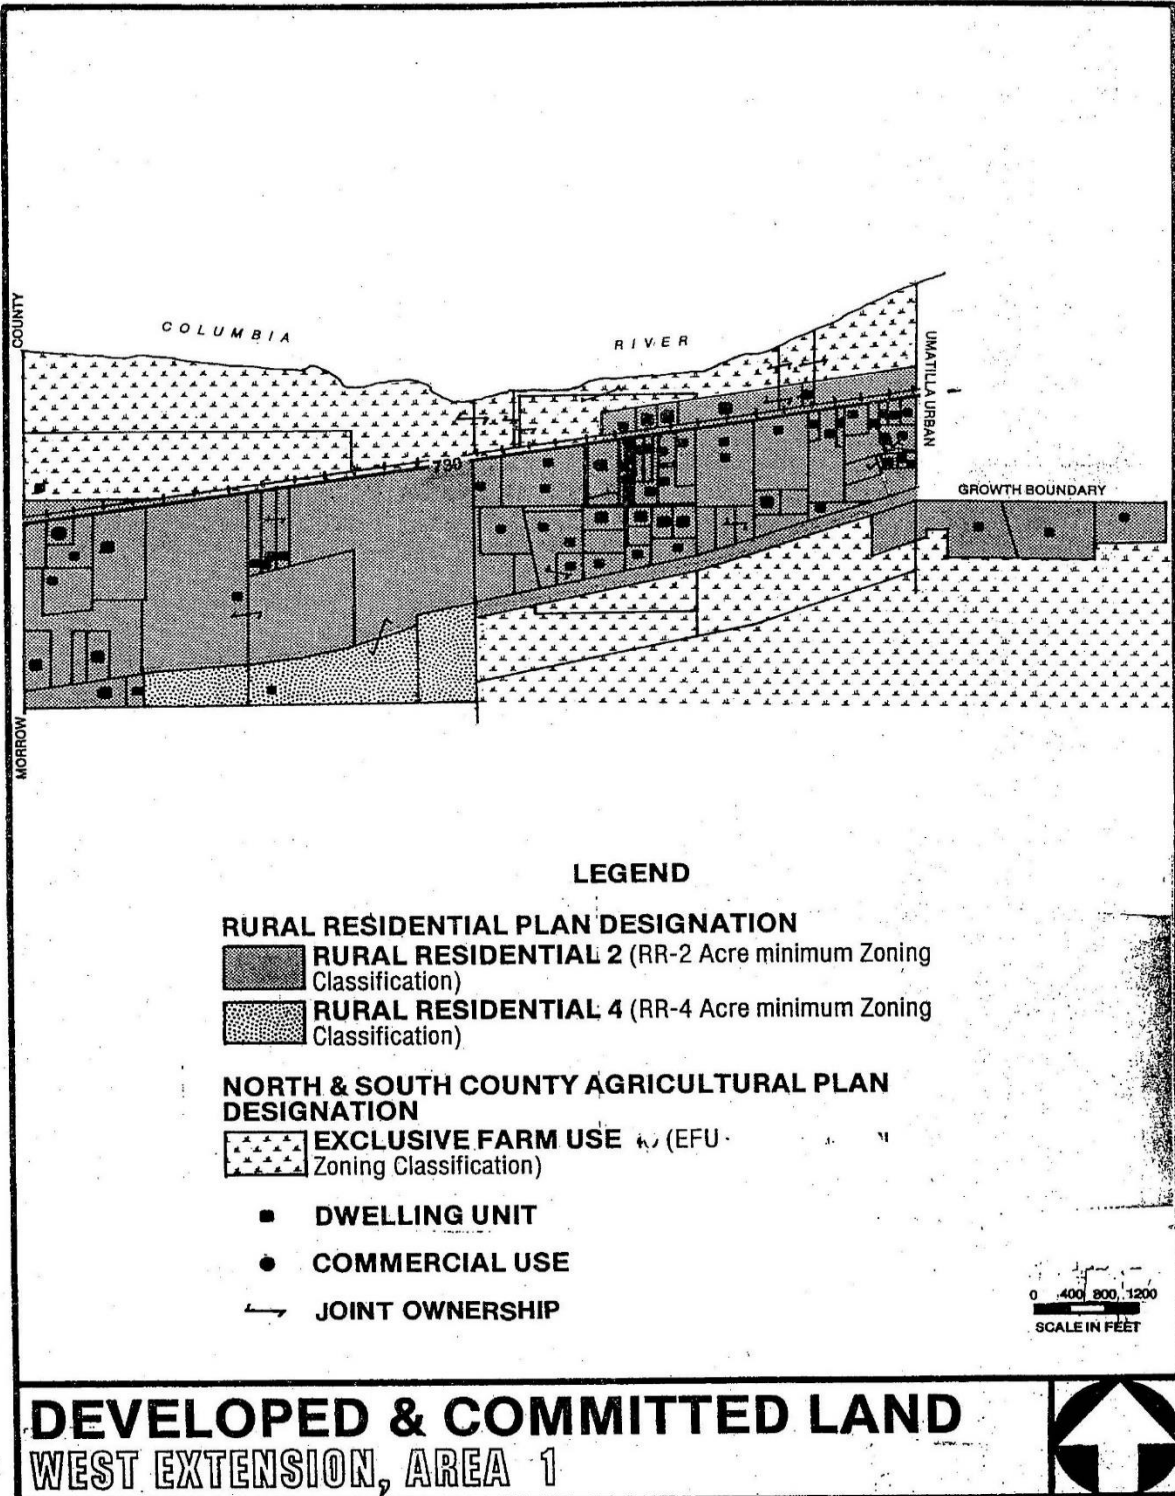 COUNTY
COLUMBIA
RIVER
UMATILLA URBAN
730
GROWTH BOUNDARY
MORROW
LEGEND
RURAL RESIDENTIAL PLAN DESIGNATION
RURAL RESIDENTIAL 2 (RR-2 Acre minimum Zoning
Classification)
RURAL RESIDENTIAL 4 (RR-4 Acre minimum Zoning
Classification)
NORTH & SOUTH COUNTY AGRICULTURAL PLAN
DESIGNATION
EXCLUSIVE FARM USE (EFU
Zoning Classification)
DWELLING UNIT
COMMERCIAL USE
JOINT OWNERSHIP
0 400 800 1200
SCALE IN FEET
DEVELOPED & COMMITTED LAND
WEST EXTENSION, AREA 1